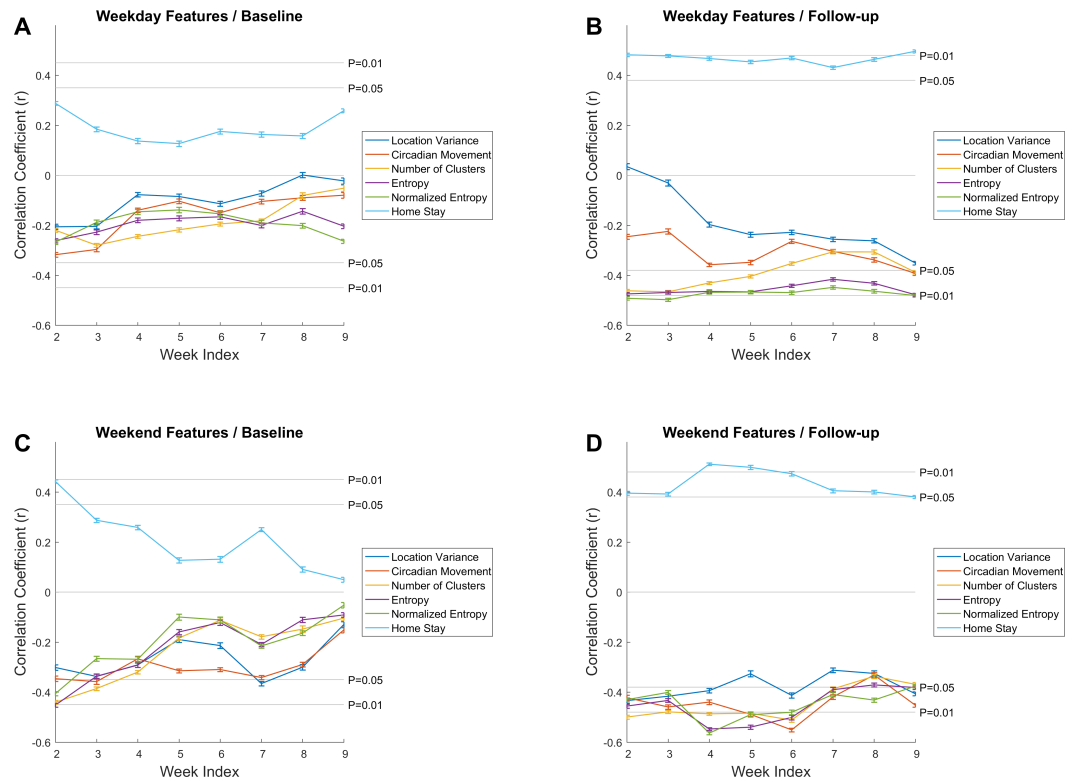 A
Weekday Features / Baseline
Correlation Coefficient (r)
0.4
0.2
0
-0.2
-0.4
-0.6
P=0.01
P=0.05
P=0.05
P=0.01
2 3 4 5 6 7 8 9
Week Index
Location Variance
Circadian Movement
Number of Clusters
Entropy
Normalized Entropy
Home Stay
B
Weekday Features / Follow-up
Correlation Coefficient (r)
0.4
0.2
0
-0.2
-0.4
-0.6
P=0.01
P=0.05
P=0.05
P=0.01
2 3 4 5 6 7 8 9
Week Index
Location Variance
Circadian Movement
Number of Clusters
Entropy
Normalized Entropy
Home Stay
C
Weekend Features / Baseline
Correlation Coefficient (r)
0.4
0.2
0
-0.2
-0.4
-0.6
P=0.01
P=0.05
P=0.05
P=0.01
2 3 4 5 6 7 8 9
Week Index
Location Variance
Circadian Movement
Number of Clusters
Entropy
Normalized Entropy
Home Stay
D
Weekend Features / Follow-up
Correlation Coefficient (r)
0.4
0.2
0
-0.2
-0.4
-0.6
P=0.01
P=0.05
P=0.05
P=0.01
2 3 4 5 6 7 8 9
Week Index
Location Variance
Circadian Movement
Number of Clusters
Entropy
Normalized Entropy
Home Stay